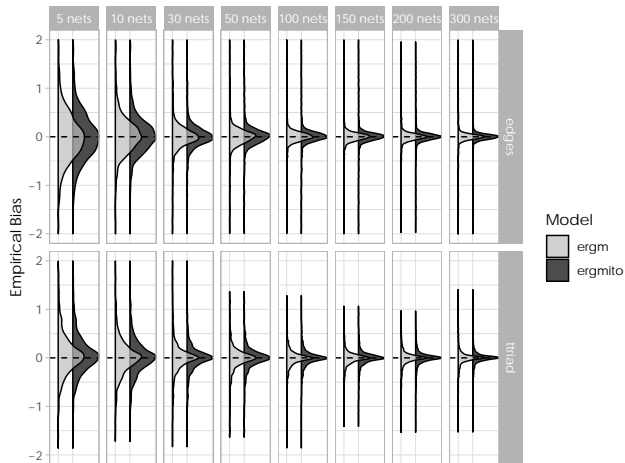 5 nets 10 nets 30 nets 50 nets 100 nets 150 nets 200 nets 300 nets
2
1
0
−1
−2
edges
2
1
0
−1
−2
ttriad
Empirical Bias
Model
ergm
ergmito